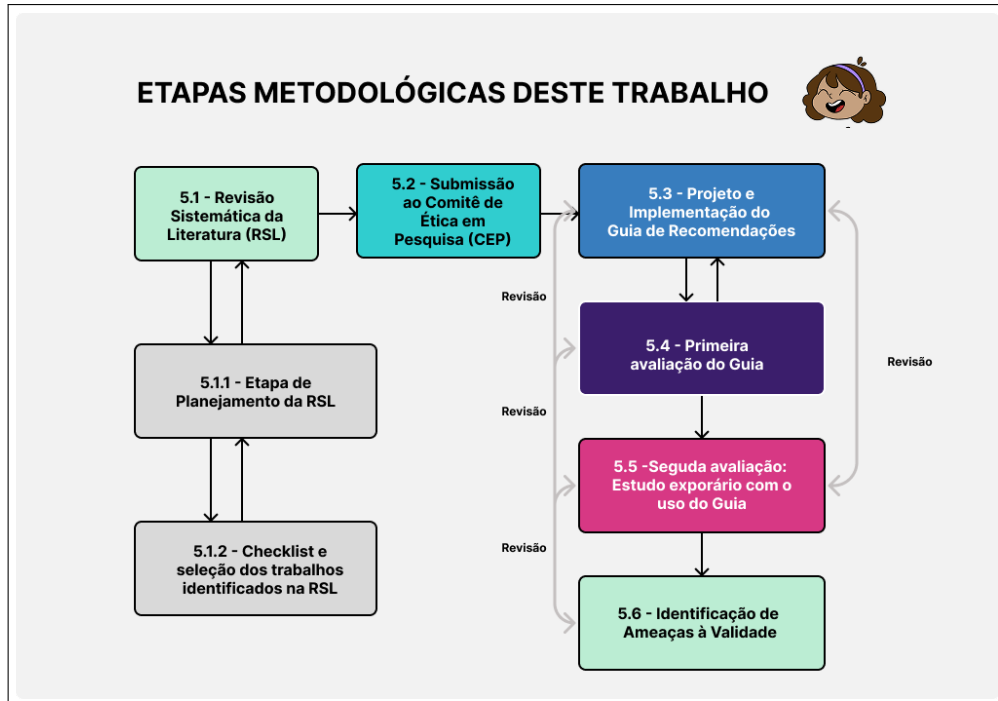 ETAPAS METODOLÓGICAS DESTE TRABALHO
5.1 - Revisão
Sistemática da
Literatura (RSL)
5.2 - Submissão
ao Comitê de
Ética em
Pesquisa (CEP)
5.3 - Projeto e
Implementação do
Guia de Recomendações
Revisão
5.1.1 - Etapa de
Planejamento da RSL
5.4 - Primeira
avaliação do Guia
Revisão
Revisão
5.5 -Seguda avaliação:
Estudo exporário com o
uso do Guia
5.1.2 - Checklist e
seleção dos trabalhos
identificados na RSL
Revisão
5.6 - Identificação de
Ameaças à Validade